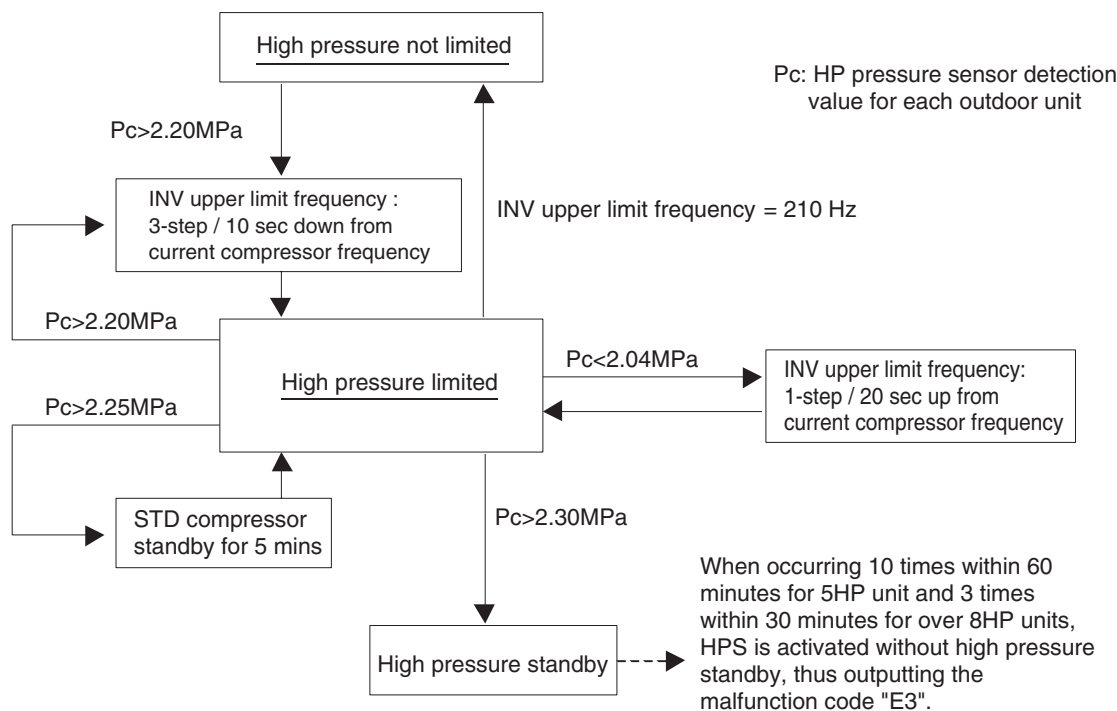 High pressure not limited
Pc: HP pressure sensor detection
value for each outdoor unit
Pc>2.20MPa
INV upper limit frequency :
3-step / 10 sec down from
current compressor frequency
INV upper limit frequency = 210 Hz
Pc>2.20MPa
High pressure limited
Pc<2.04MPa
INV upper limit frequency:
1-step / 20 sec up from
current compressor frequency
Pc>2.25MPa
STD compressor
standby for 5 mins
Pc>2.30MPa
High pressure standby
When occurring 10 times within 60
minutes for 5HP unit and 3 times
within 30 minutes for over 8HP units,
HPS is activated without high pressure
standby, thus outputting the
malfunction code "E3".